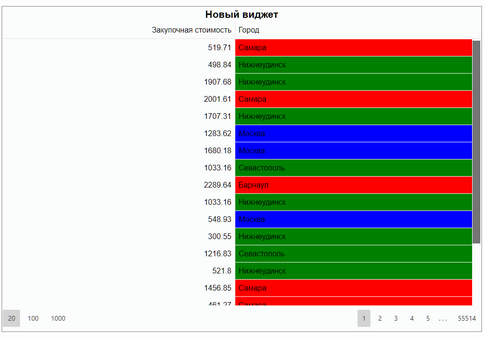 Новый виджет
Закупочная стоимость Город
519.71 Самара
498.84 Нижнеудинск
1907.68 Нижнеудинск
2001.61 Самара
1707.31 Нижнеудинск
1283.62 Москва
1680.18 Москва
1033.16 Севастополь
2289.64 Барнаул
1033.16 Нижнеудинск
548.93 Москва
300.55 Нижнеудинск
1216.83 Севастополь
521.8 Нижнеудинск
1456.85 Самара
461.27 Самара
20 100 1000 1 2 3 4 5 ... 55514